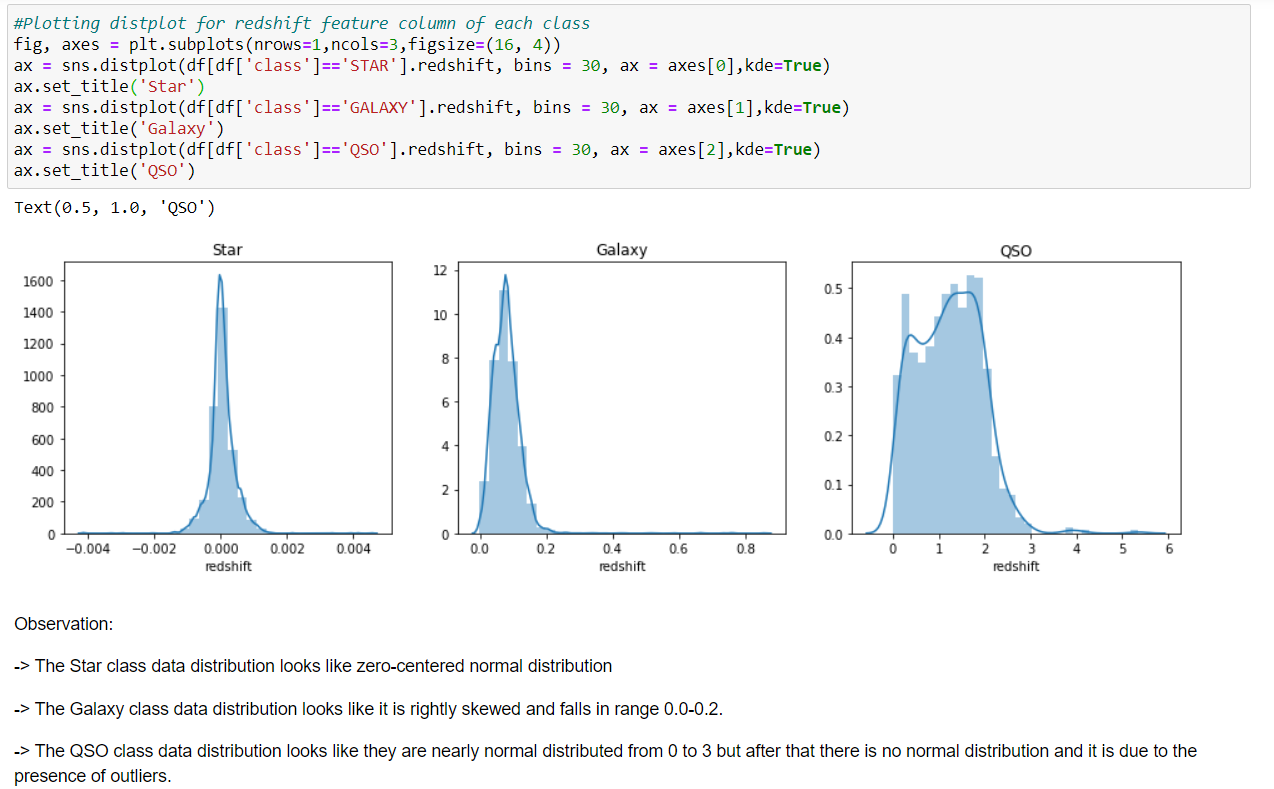 #Plotting distplot for redshift feature column of each class
fig, axes = plt.subplots(nrows=1,ncols=3,figsize=(16, 4))
ax = sns.distplot(df[df['class']=='STAR'].redshift, bins = 30, ax = axes[0],kde=True)
ax.set_title('Star')
ax = sns.distplot(df[df['class']=='GALAXY'].redshift, bins = 30, ax = axes[1],kde=True)
ax.set_title('Galaxy')
ax = sns.distplot(df[df['class']=='QSO'].redshift, bins = 30, ax = axes[2],kde=True)
ax.set_title('QSO')
Text(0.5, 1.0, 'QSO')
Star
1600
1400
1200
1000
800
600
400
200
0
−0.004 −0.002 0.000 0.002 0.004
redshift
Galaxy
12
10
8
6
4
2
0
0.0 0.2 0.4 0.6 0.8
redshift
QSO
0.5
0.4
0.3
0.2
0.1
0.0
0 1 2 3 4 5 6
redshift
Observation:
-> The Star class data distribution looks like zero-centered normal distribution
-> The Galaxy class data distribution looks like it is rightly skewed and falls in range 0.0-0.2.
-> The QSO class data distribution looks like they are nearly normal distributed from 0 to 3 but after that there is no normal distribution and it is due to the
presence of outliers.